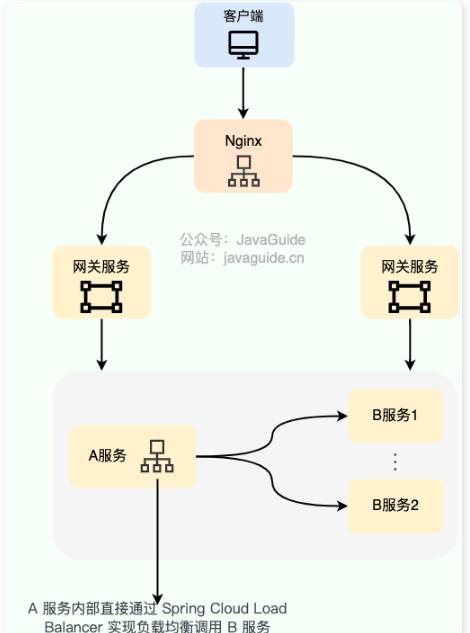 客户端
Nginx
公众号：JavaGuide
网站：javaguide.cn
网关服务
网关服务
A服务
B服务1
B服务2
A 服务内部直接通过 Spring Cloud Load
Balancer 实现负载均衡调用 B 服务